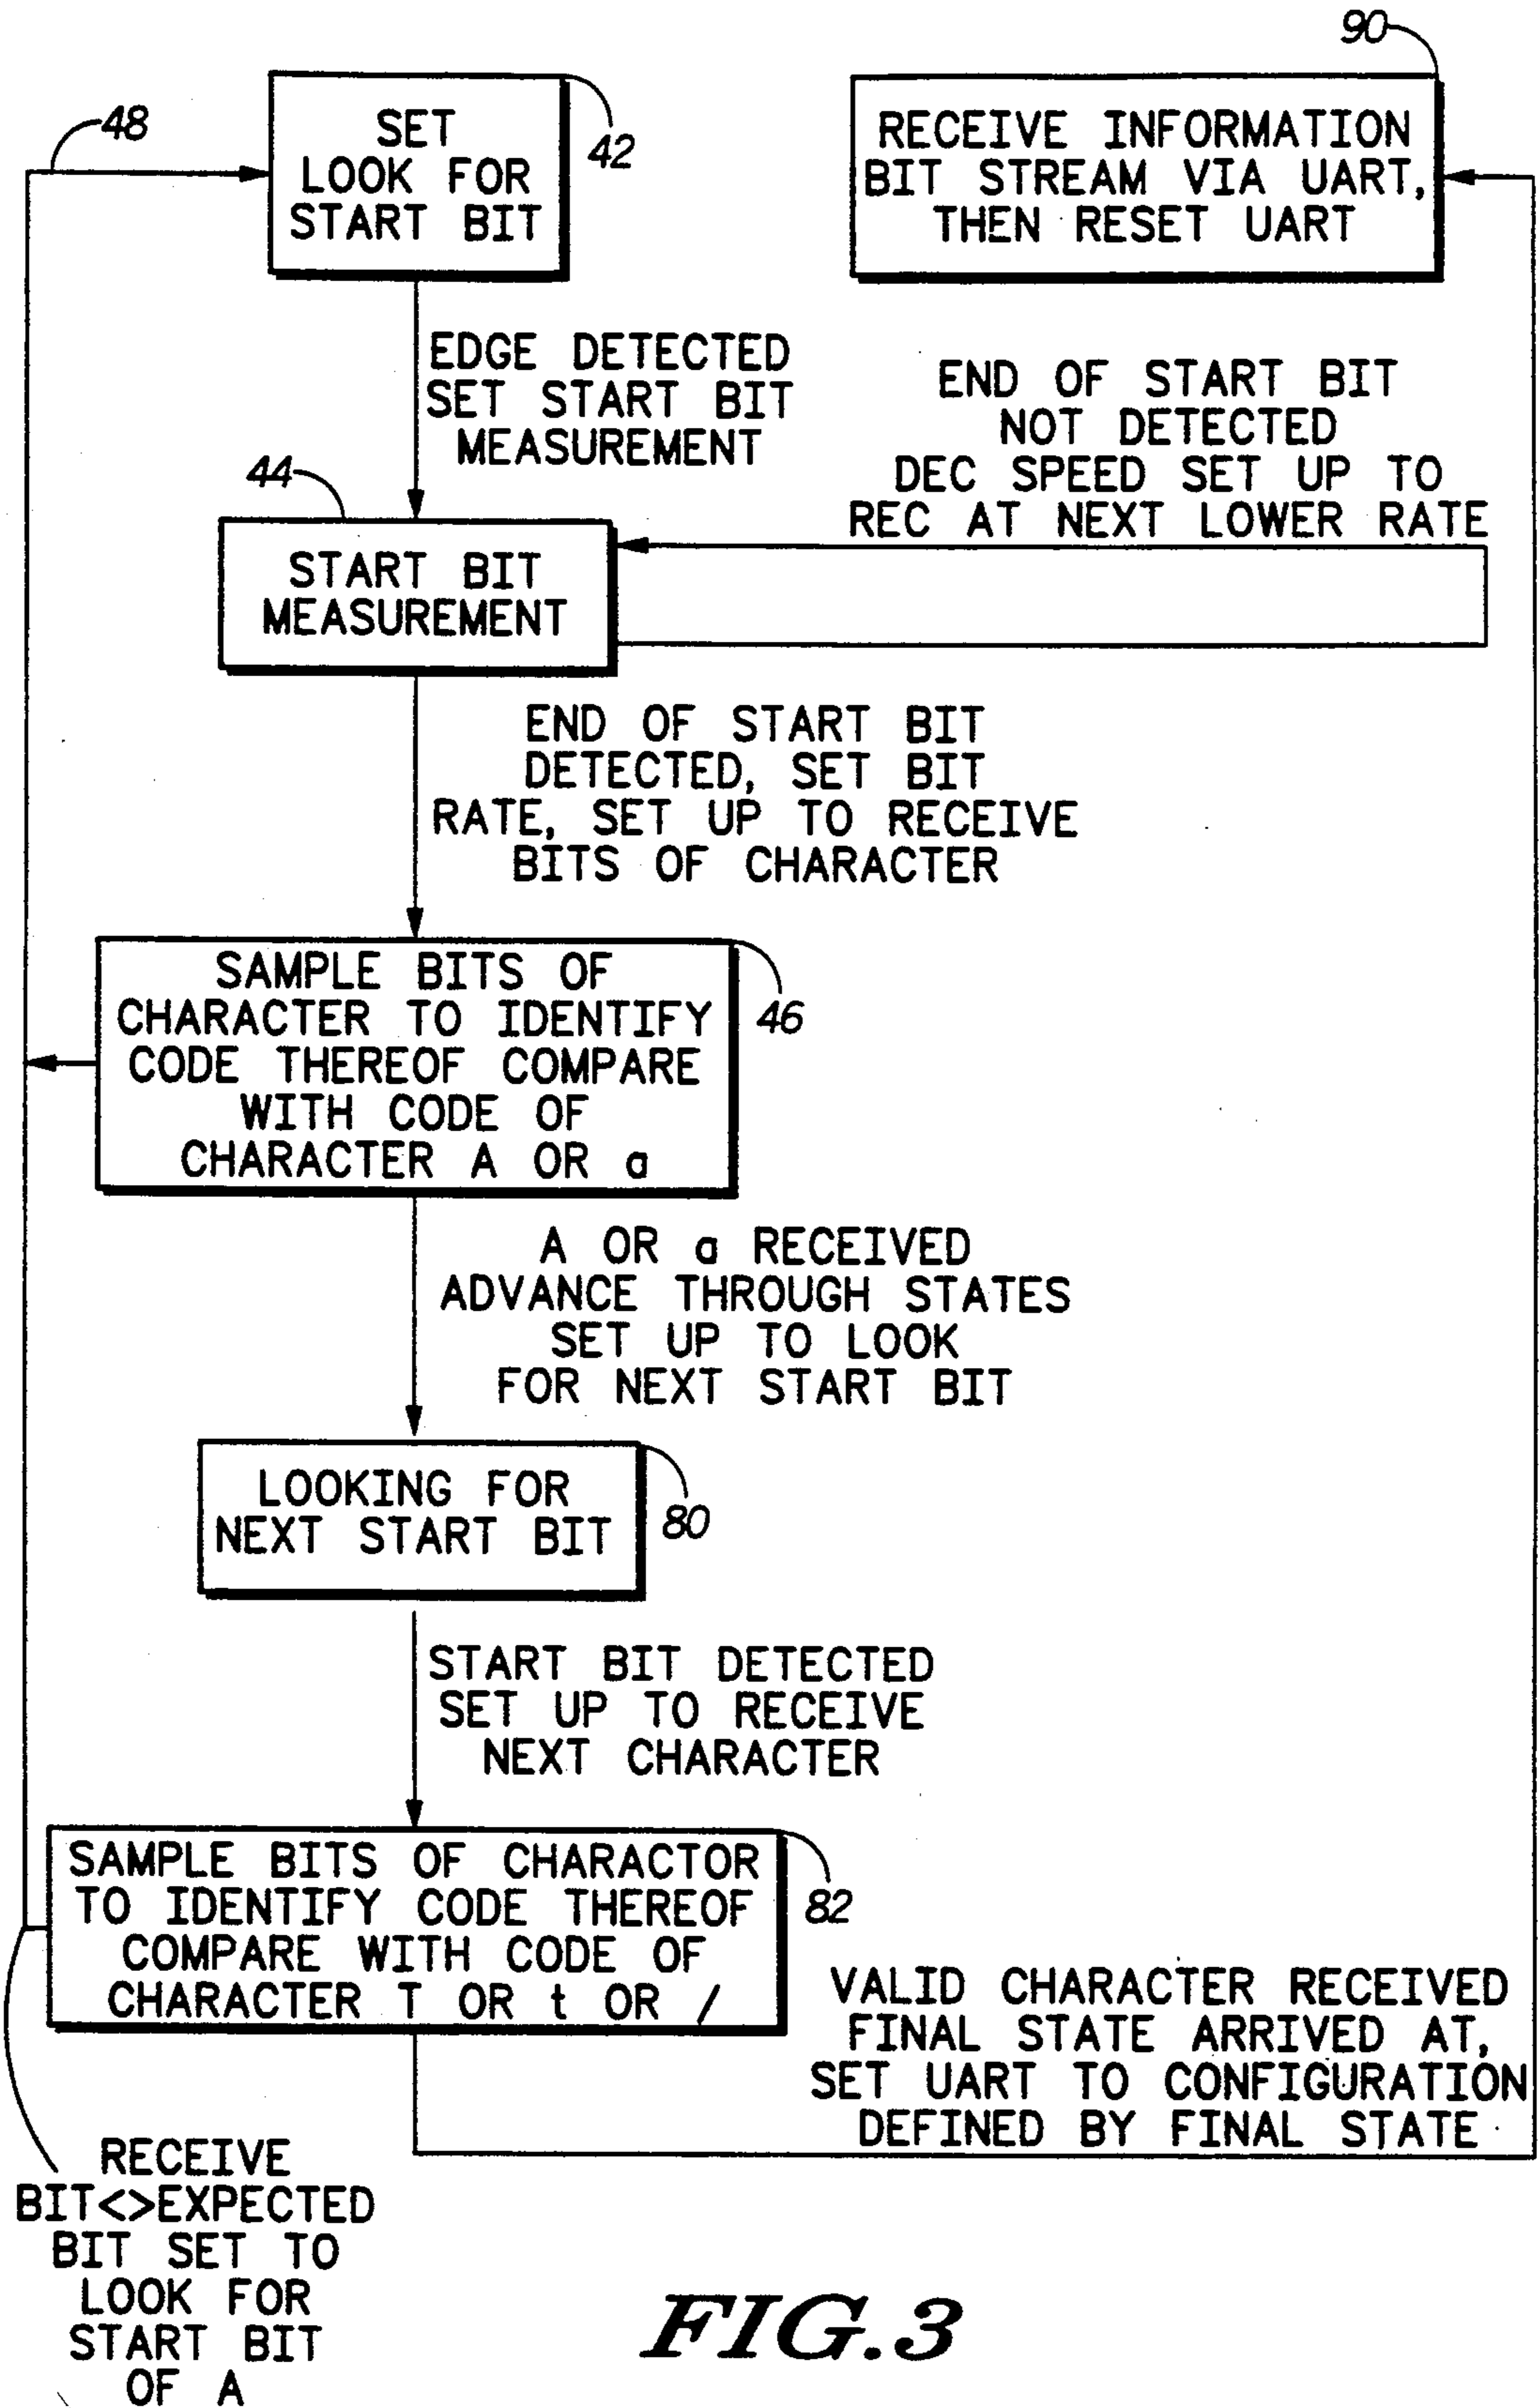 90
48
SET
LOOK FOR
START BIT
42
RECEIVE INFORMATION
BIT STREAM VIA UART,
THEN RESET UART
EDGE DETECTED
SET START BIT
MEASUREMENT
END OF START BIT
NOT DETECTED
DEC SPEED SET UP TO
REC AT NEXT LOWER RATE
44
START BIT
MEASUREMENT
END OF START BIT
DETECTED, SET BIT
RATE, SET UP TO RECEIVE
BITS OF CHARACTER
SAMPLE BITS OF
CHARACTER TO IDENTIFY
CODE THEREOF COMPARE
WITH CODE OF
CHARACTER A OR a
46
A OR a RECEIVED
ADVANCE THROUGH STATES
SET UP TO LOOK
FOR NEXT START BIT
LOOKING FOR
NEXT START BIT
80
START BIT DETECTED
SET UP TO RECEIVE
NEXT CHARACTER
SAMPLE BITS OF CHARACTOR
TO IDENTIFY CODE THEREOF
COMPARE WITH CODE OF
CHARACTER T OR t OR /
82
VALID CHARACTER RECEIVED
FINAL STATE ARRIVED AT,
SET UART TO CONFIGURATION
DEFINED BY FINAL STATE
RECEIVE
BIT<>EXPECTED
BIT SET TO
LOOK FOR
START BIT
OF A
FIG.3